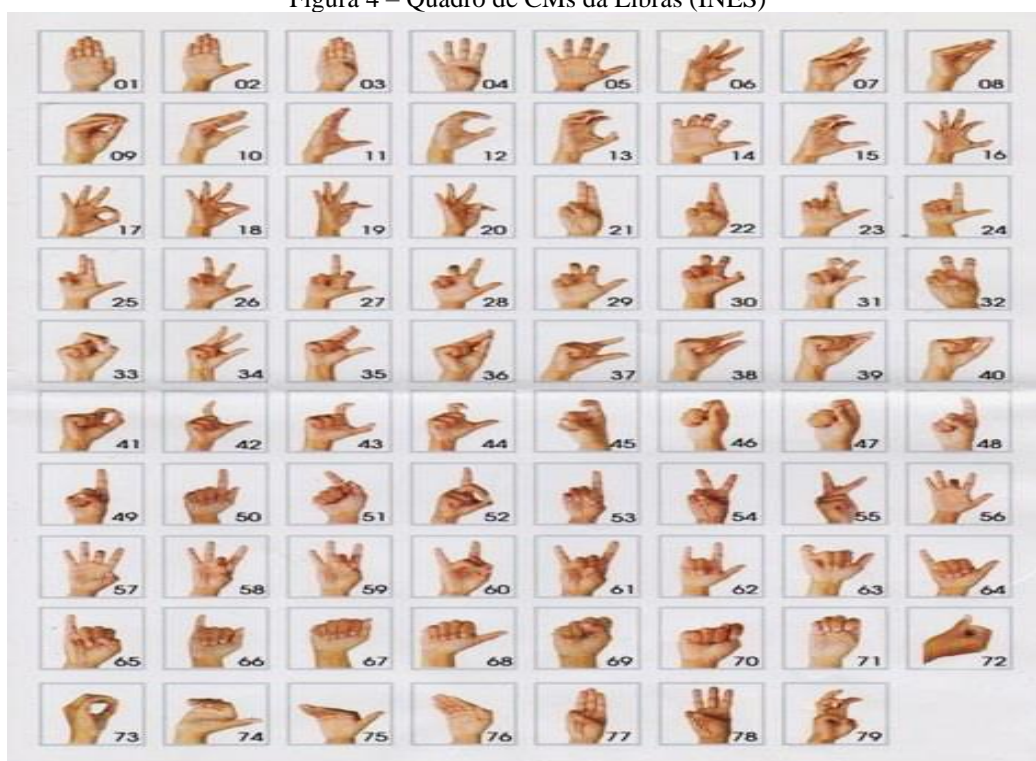 Figura 4 – Quadro de CMs da Libras (INES)
01 02 03 04 05 06 07 08
09 10 11 12 13 14 15 16
17 18 19 20 21 22 23 24
25 26 27 28 29 30 31 32
33 34 35 36 37 38 39 40
41 42 43 44 45 46 47 48
49 50 51 52 53 54 55 56
57 58 59 60 61 62 63 64
65 66 67 68 69 70 71 72
73 74 75 76 77 78 79